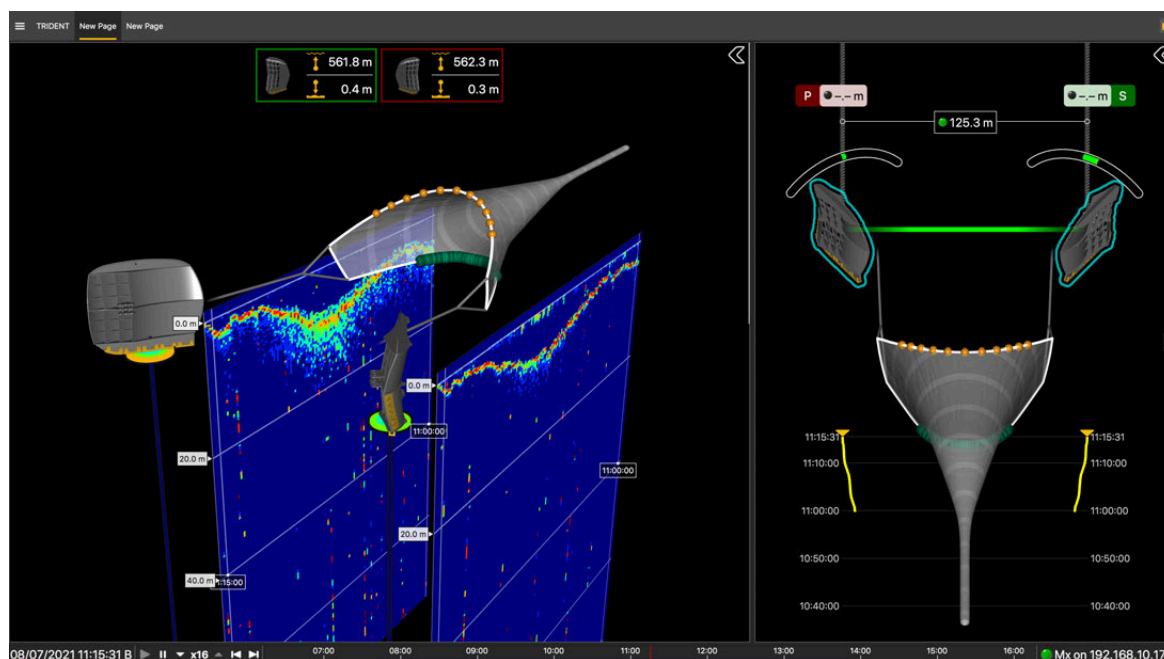 TRIDENT New Page New Page
561.8 m
0.4 m
562.3 m
0.3 m
P -.- m
-.- m S
125.3 m
0.0 m
20.0 m
40.0 m
11:00:00
0.0 m
20.0 m
11:00:00
11:15:31
11:10:00
11:00:00
10:50:00
10:40:00
11:15:31
11:10:00
11:00:00
10:50:00
10:40:00
08/07/2021 11:15:31 B x16 07:00 08:00 09:00 10:00 11:00 12:00 13:00 14:00 15:00 16:00 Mx on 192.168.10.17